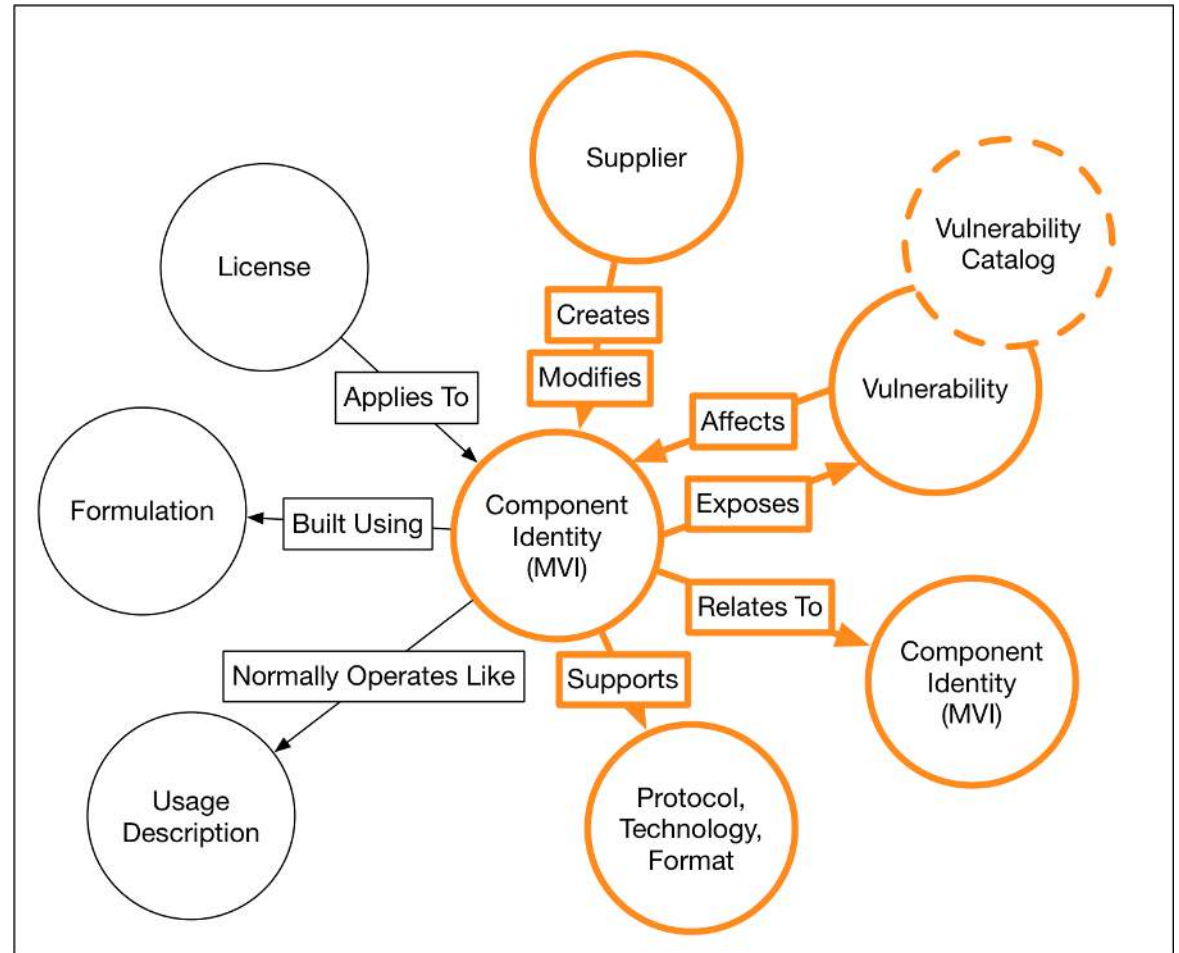 Supplier
Vulnerability
Catalog
License
Creates
Modifies
Vulnerability
Applies To
Affects
Component
Identity
(MVI)
Exposes
Formulation
Built Using
Relates To
Normally Operates Like
Supports
Component
Identity
(MVI)
Usage
Description
Protocol,
Technology,
Format